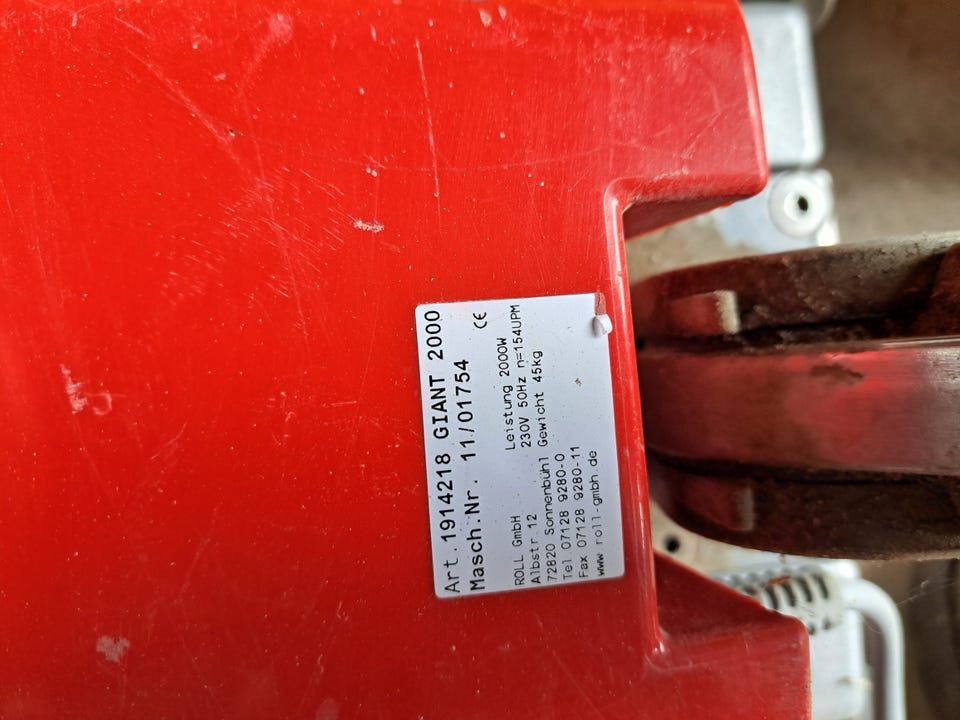 Art.1914218 GIANT 2000
Masch.Nr. 11/01754 CE
ROLL GmbH Leistung 2000W
Albstr.12 230V 50Hz n=154UPM
72820 Sonnenbühl Gewicht 45kg
Tel.07128 9280-0
Fax 07128 9280-11
www.roll-gmbh.de